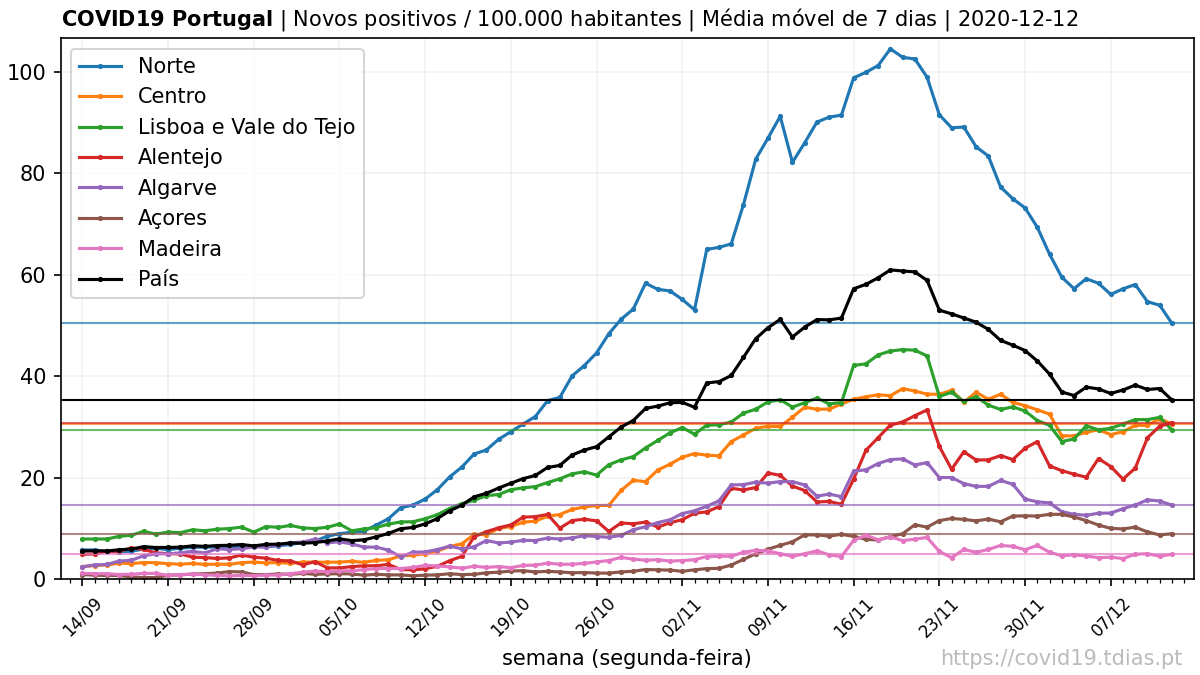 COVID19 Portugal | Novos positivos / 100.000 habitantes | Média móvel de 7 dias | 2020-12-12
Norte
Centro
Lisboa e Vale do Tejo
Alentejo
Algarve
Açores
Madeira
País
100
80
60
40
20
0
14/09
21/09
28/09
05/10
12/10
19/10
26/10
02/11
09/11
16/11
23/11
30/11
07/12
semana (segunda-feira)
https://covid19.tdias.pt